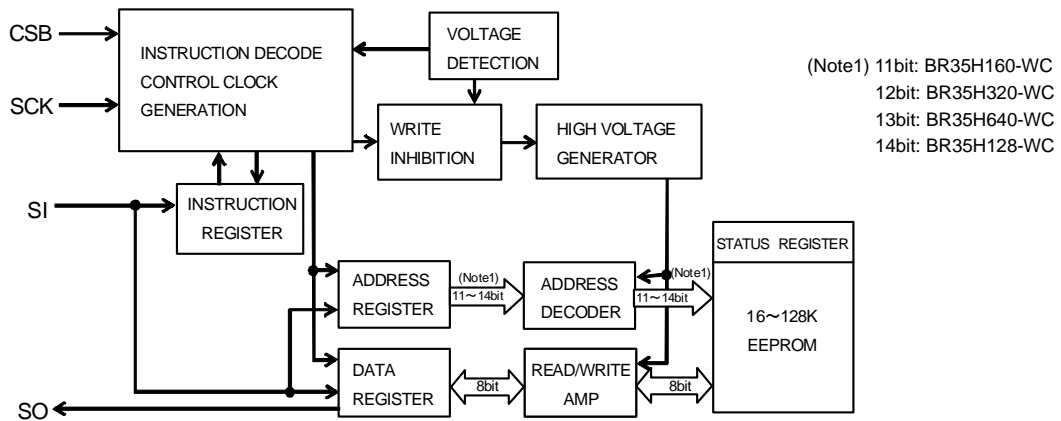 CSB
SCK
SI
SO
INSTRUCTION DECODE
CONTROL CLOCK
GENERATION
VOLTAGE
DETECTION
WRITE
INHIBITION
HIGH VOLTAGE
GENERATOR
INSTRUCTION
REGISTER
ADDRESS
REGISTER
(Note1)
11～14bit
ADDRESS
DECODER
(Note1)
11～14bit
DATA
REGISTER
8bit
READ/WRITE
AMP
8bit
STATUS REGISTER
16～128K
EEPROM
(Note1) 11bit: BR35H160-WC
12bit: BR35H320-WC
13bit: BR35H640-WC
14bit: BR35H128-WC